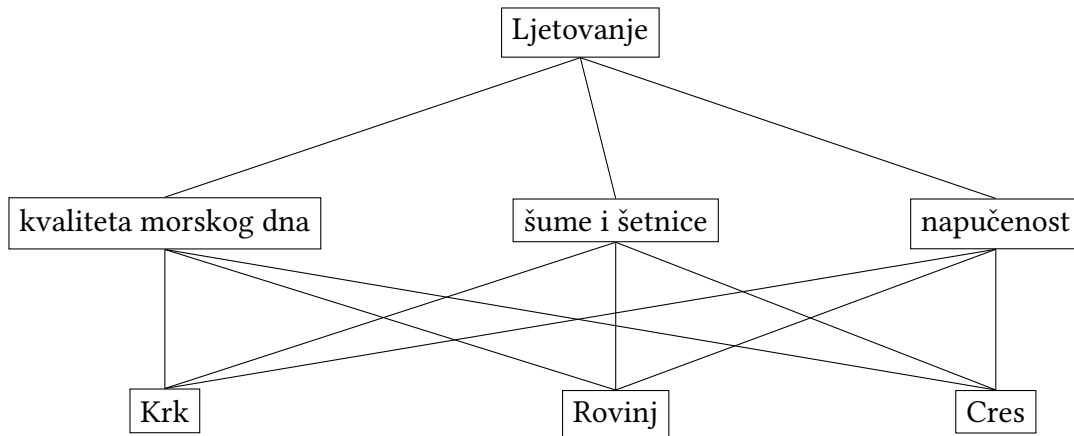 Ljetovanje
kvaliteta morskog dna
šume i šetnice
napučenost
Krk
Rovinj
Cres